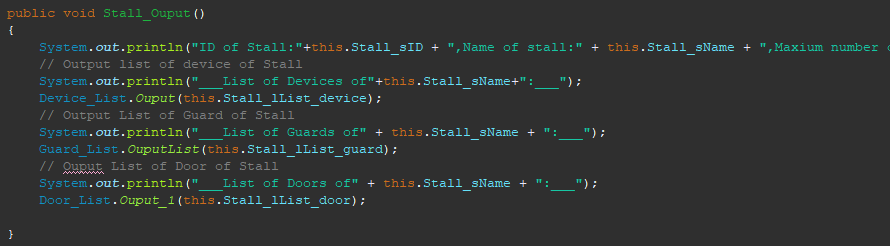 public void Stall_Ouput()
{
    System.out.println("ID of Stall:"+this.Stall_sID + ",Name of stall:" + this.Stall_sName + ",Maxium number
    // Output list of device of Stall
    System.out.println("___List of Devices of"+this.Stall_sName+":___");
    Device_List.Ouput(this.Stall_lList_device);
    // Output List of Guard of Stall
    System.out.println("___List of Guards of" + this.Stall_sName + ":___");
    Guard_List.OuputList(this.Stall_lList_guard);
    // Ouput List of Door of Stall
    System.out.println("___List of Doors of" + this.Stall_sName + ":___");
    Door_List.Ouput_1(this.Stall_lList_door);
}